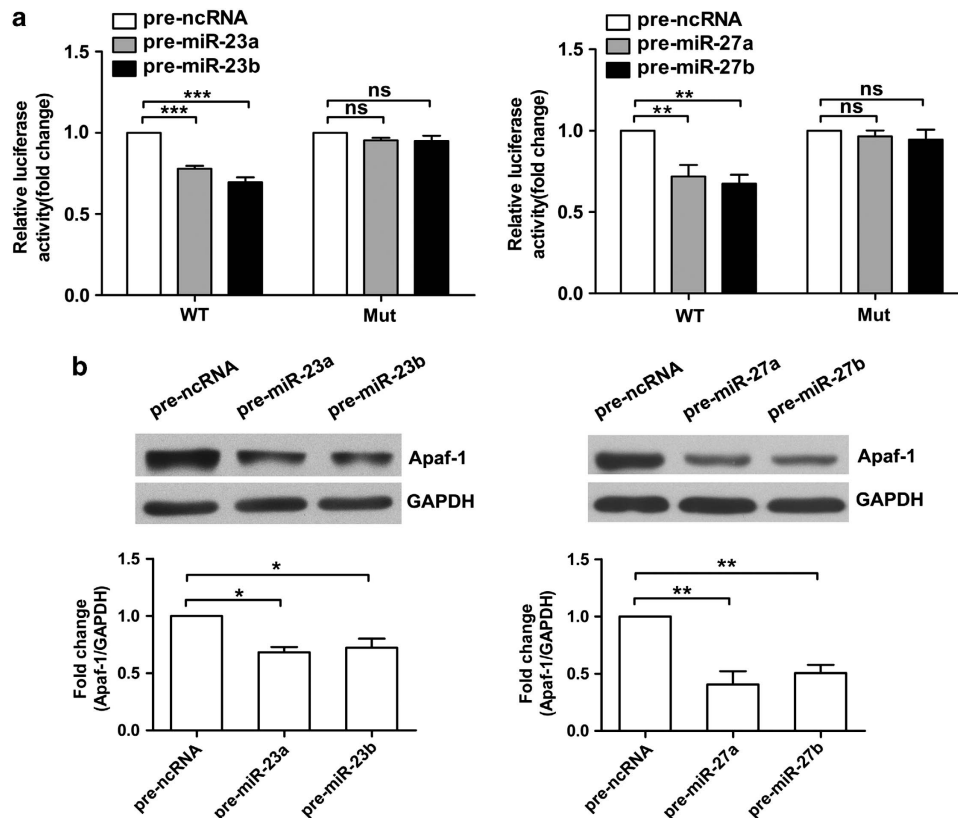 a
pre-ncRNA
pre-miR-23a
pre-miR-23b
Relative luciferase
activity(fold change)
1.5
1.0
0.5
0.0
***
***
ns
ns
WT
Mut
pre-ncRNA
pre-miR-27a
pre-miR-27b
Relative luciferase
activity(fold change)
1.5
1.0
0.5
0.0
**
**
ns
ns
WT
Mut
b
pre-ncRNA
pre-miR-23a
pre-miR-23b
Apaf-1
GAPDH
pre-ncRNA
pre-miR-27a
pre-miR-27b
Apaf-1
GAPDH
Fold change
(Apaf-1/GAPDH)
1.5
1.0
0.5
0.0
*
*
pre-ncRNA
pre-miR-23a
pre-miR-23b
Fold change
(Apaf-1/GAPDH)
1.5
1.0
0.5
0.0
**
**
pre-ncRNA
pre-miR-27a
pre-miR-27b